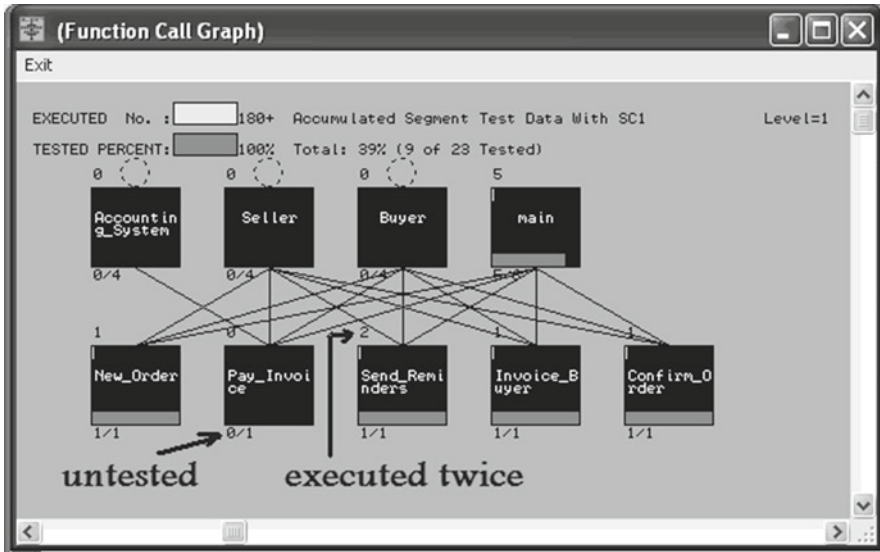 (Function Call Graph)
Exit
EXECUTED No. : 180+ Accumulated Segment Test Data With SC1 Level=1
TESTED PERCENT: 100% Total: 39% (9 of 23 Tested)
0 0 0 5
Accountin
g_System
Seller
Buyer
main
0/4 0/4 0/4
1 0 2 1 1
New_Order
Pay_Invoi
ce
Send_Remi
nders
Invoice_B
uyer
Confirm_O
rder
1/1 0/1 1/1 1/1 1/1
untested executed twice